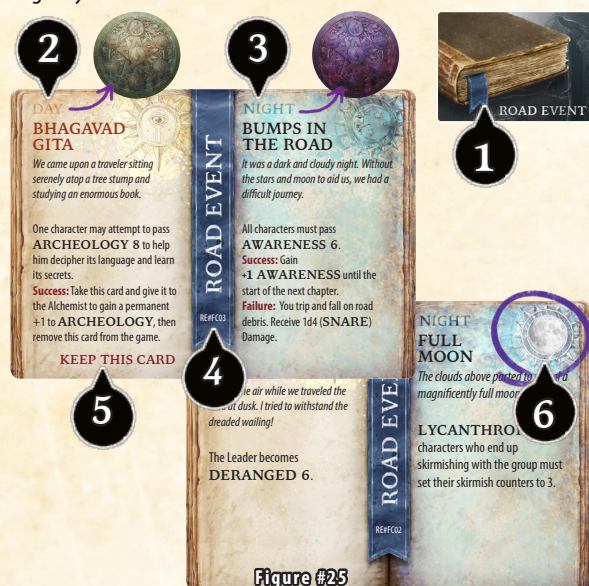 2
3
ROAD EVENT
1
DAY
BHAGAVAD
GITA
We came upon a traveler sitting
serenely atop a tree stump and
studying an enormous book.
One character may attempt to pass
ARCHEOLOGY 8 to help
him decipher its language and learn
its secrets.
Success: Take this card and give it to
the Alchemist to gain a permanent
+1 to ARCHEOLOGY, then
remove this card from the game.
KEEP THIS CARD
5
ROAD EVENT
RE#FC03
4
NIGHT
BUMPS IN
THE ROAD
It was a dark and cloudy night. Without
the stars and moon to aid us, we had a
difficult journey.
All characters must pass
AWARENESS 6.
Success: Gain
+1 AWARENESS until the
start of the next chapter.
Failure: You trip and fall on road
debris. Receive 1d4 (SNARE)
Damage.
air while we traveled the
at dusk. I tried to withstand the
dreaded wailing!
The Leader becomes
DERANGED 6.
ROAD EVE
RE#FC02
NIGHT
FULL
MOON
The clouds above parted to
magnificently full moon
6
LYCANTHRO
characters who end up
skirmishing with the group must
set their skirmish counters to 3.
Figure #25